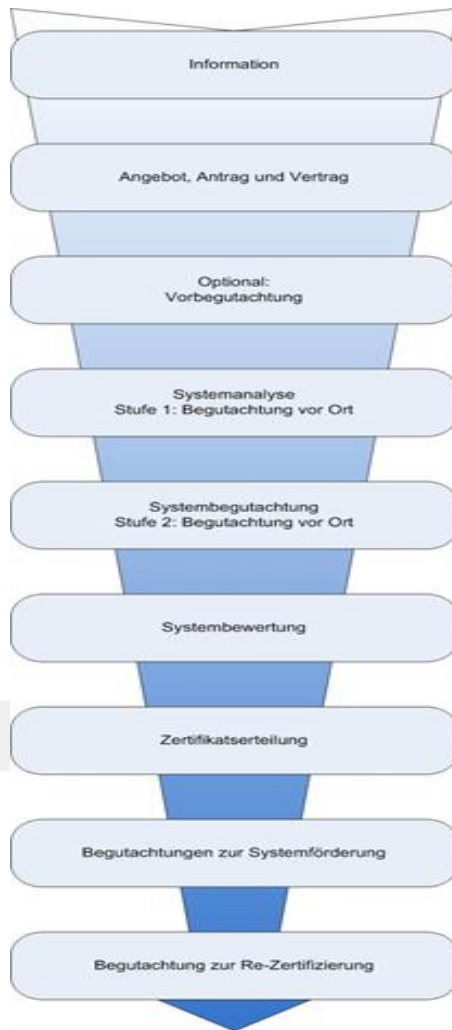 Information
Angebot, Antrag und Vertrag
Optional:
Vorbegutachtung
Systemanalyse
Stufe 1: Begutachtung vor Ort
Systembegutachtung
Stufe 2: Begutachtung vor Ort
Systembewertung
Zertifikatserteilung
Begutachtungen zur Systemförderung
Begutachtung zur Re-Zertifizierung